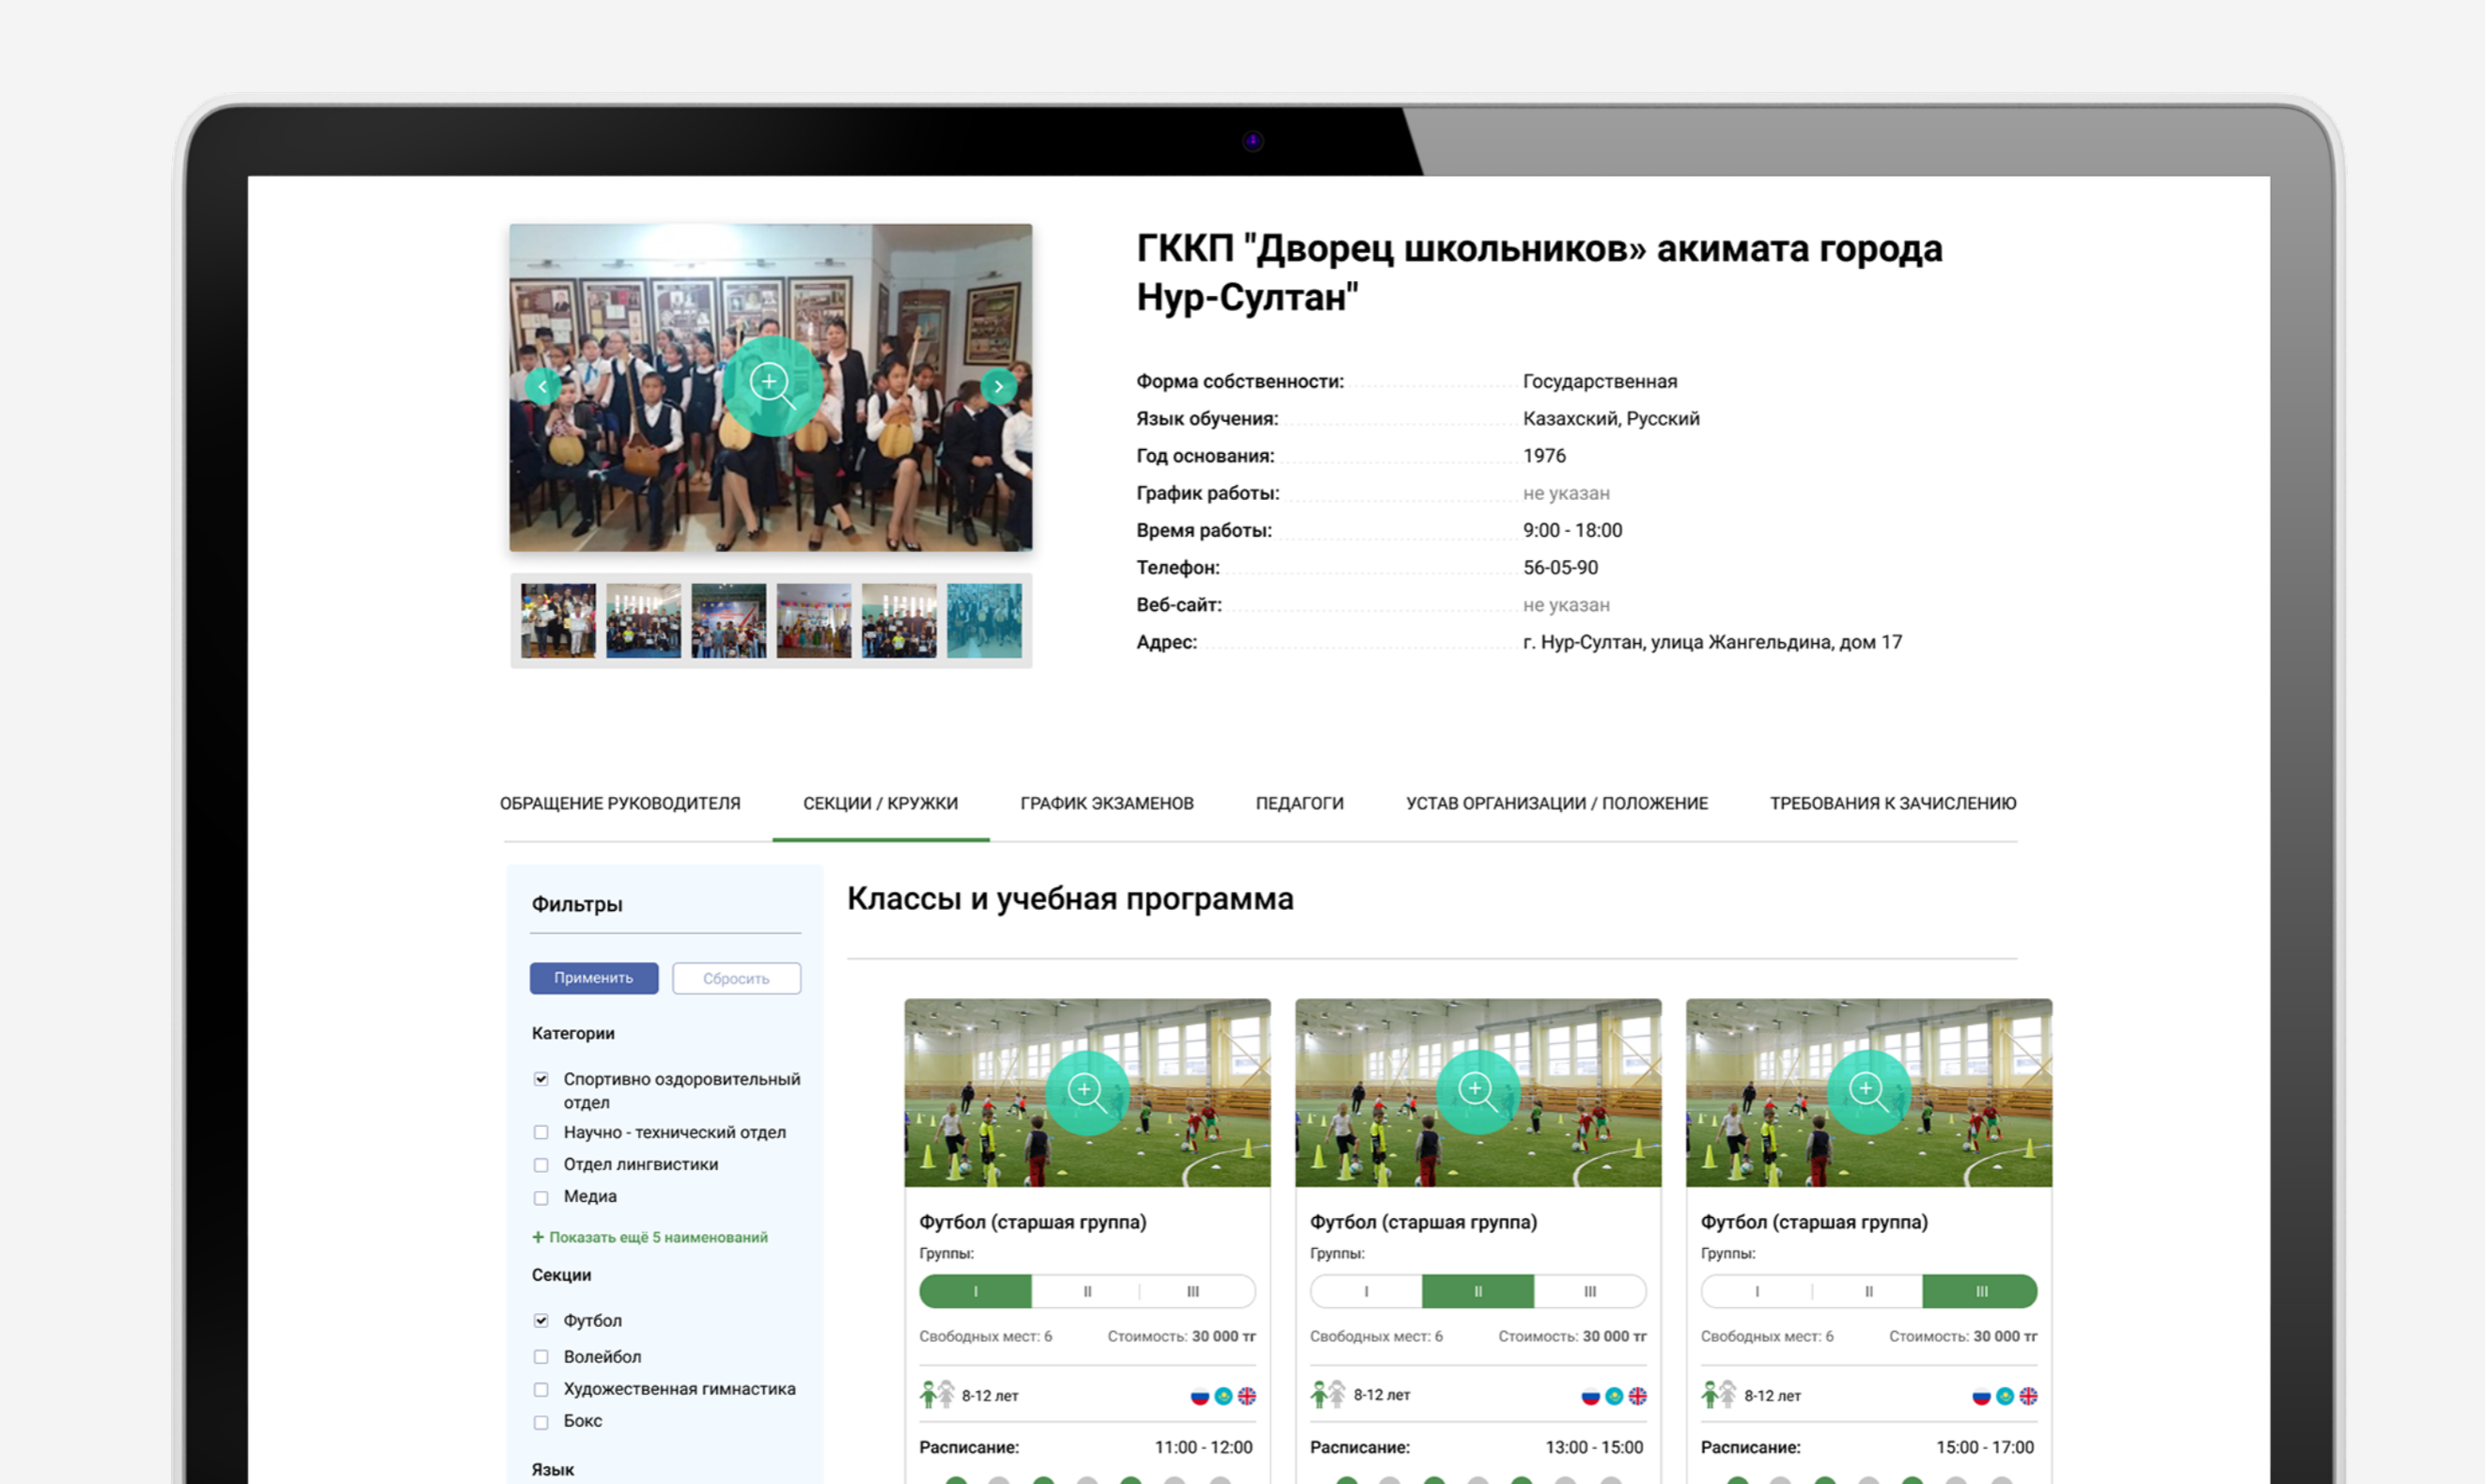 ГККП "Дворец школьников» акимата города
Нур-Султан"
Форма собственности: Государственная
Язык обучения: Казахский, Русский
Год основания: 1976
График работы: не указан
Время работы: 9:00 - 18:00
Телефон: 56-05-90
Веб-сайт: не указан
Адрес: г. Нур-Султан, улица Жангельдина, дом 17
ОБРАЩЕНИЕ РУКОВОДИТЕЛЯ СЕКЦИИ / КРУЖКИ ГРАФИК ЭКЗАМЕНОВ ПЕДАГОГИ УСТАВ ОРГАНИЗАЦИИ / ПОЛОЖЕНИЕ ТРЕБОВАНИЯ К ЗАЧИСЛЕНИЮ
Фильтры
Применить Сбросить
Категории
Спортивно оздоровительный
отдел
Научно - технический отдел
Отдел лингвистики
Медиа
+ Показать ещё 5 наименований
Секции
Футбол
Волейбол
Художественная гимнастика
Бокс
Язык
Классы и учебная программа
Футбол (старшая группа)
Группы:
I II III
Свободных мест: 6 Стоимость: 30 000 тг
8-12 лет
Расписание: 11:00 - 12:00
Футбол (старшая группа)
Группы:
I II III
Свободных мест: 6 Стоимость: 30 000 тг
8-12 лет
Расписание: 13:00 - 15:00
Футбол (старшая группа)
Группы:
I II III
Свободных мест: 6 Стоимость: 30 000 тг
8-12 лет
Расписание: 15:00 - 17:00